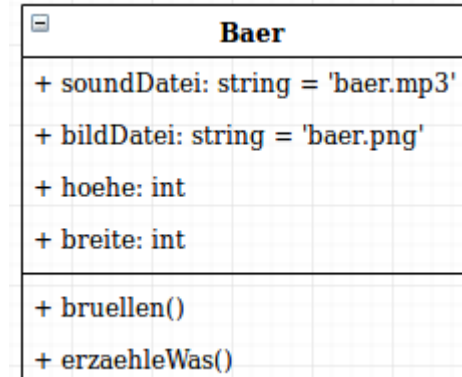 Baer
+ soundDatei: string = 'baer.mp3'
+ bildDatei: string = 'baer.png'
+ hoehe: int
+ breite: int
+ bruellen()
+ erzaehleWas()